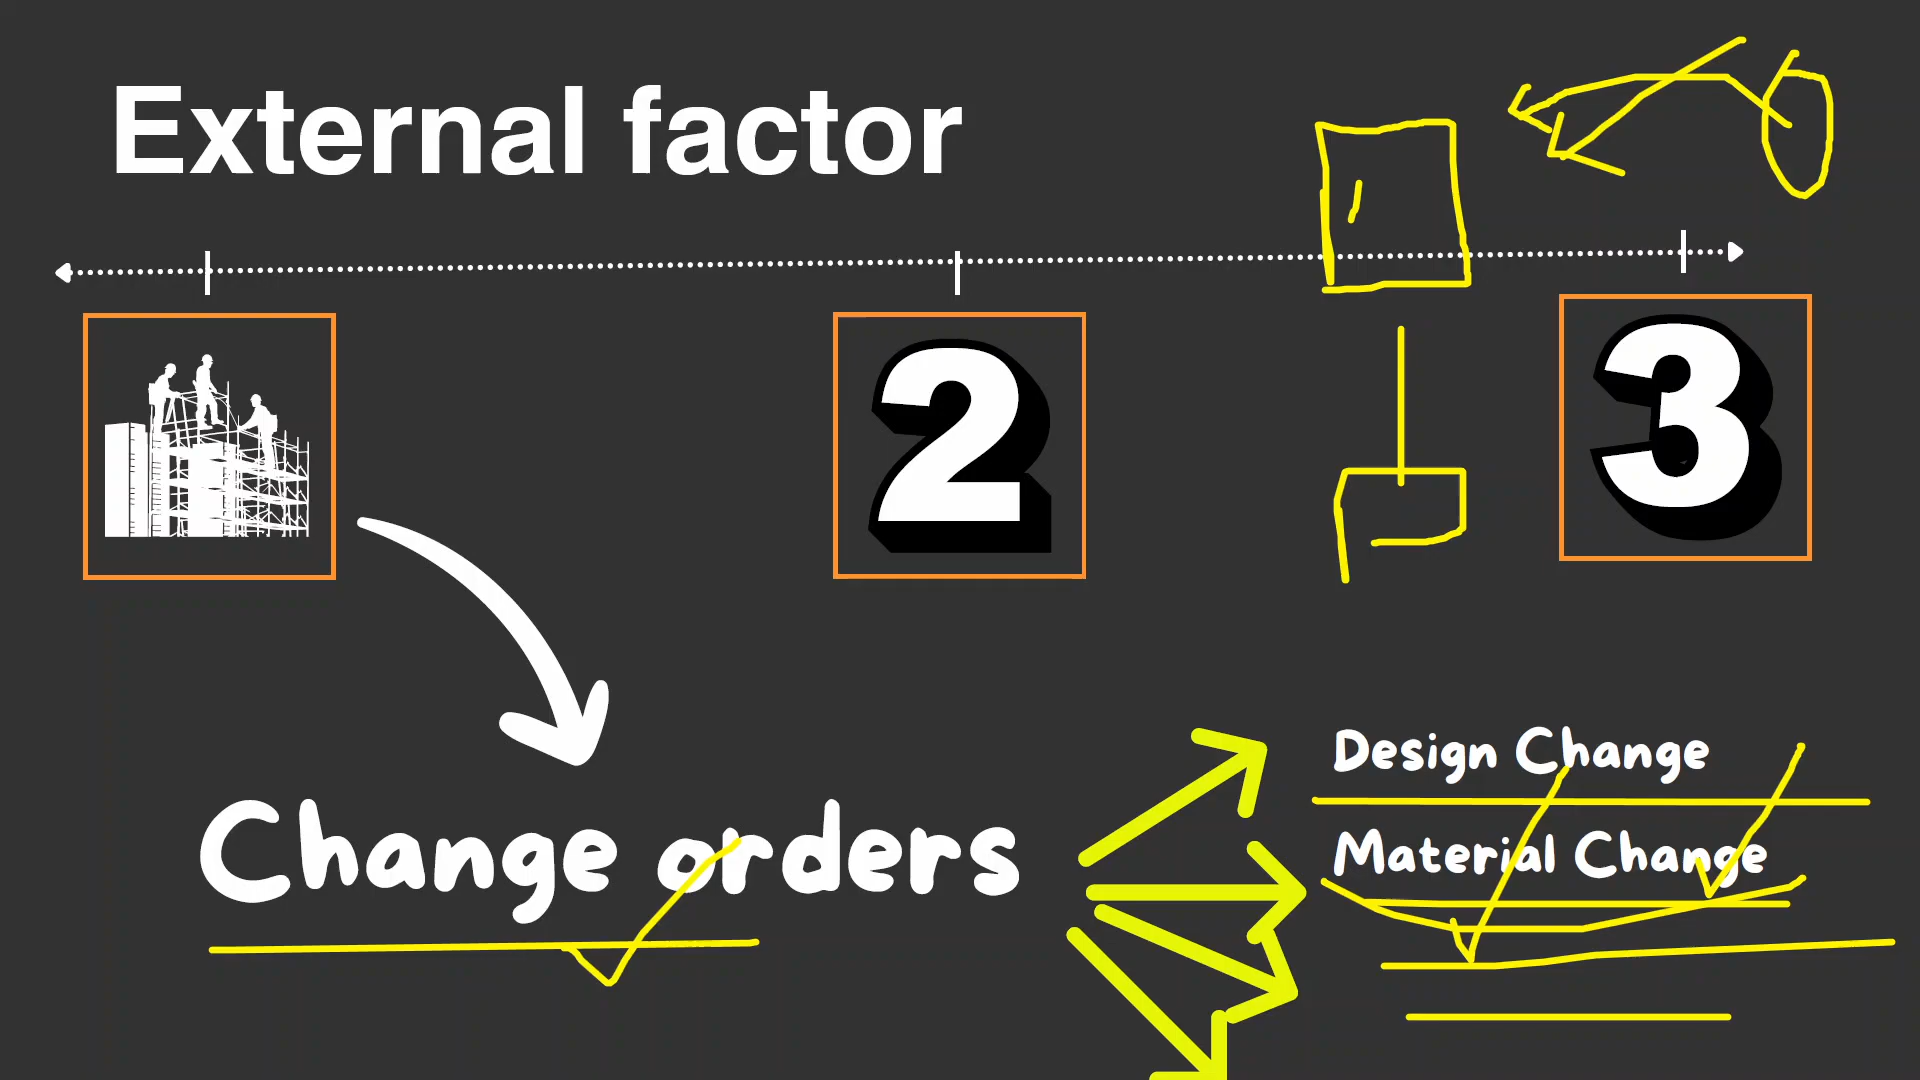 External factor
2
3
Design Change
Material Change
Change orders